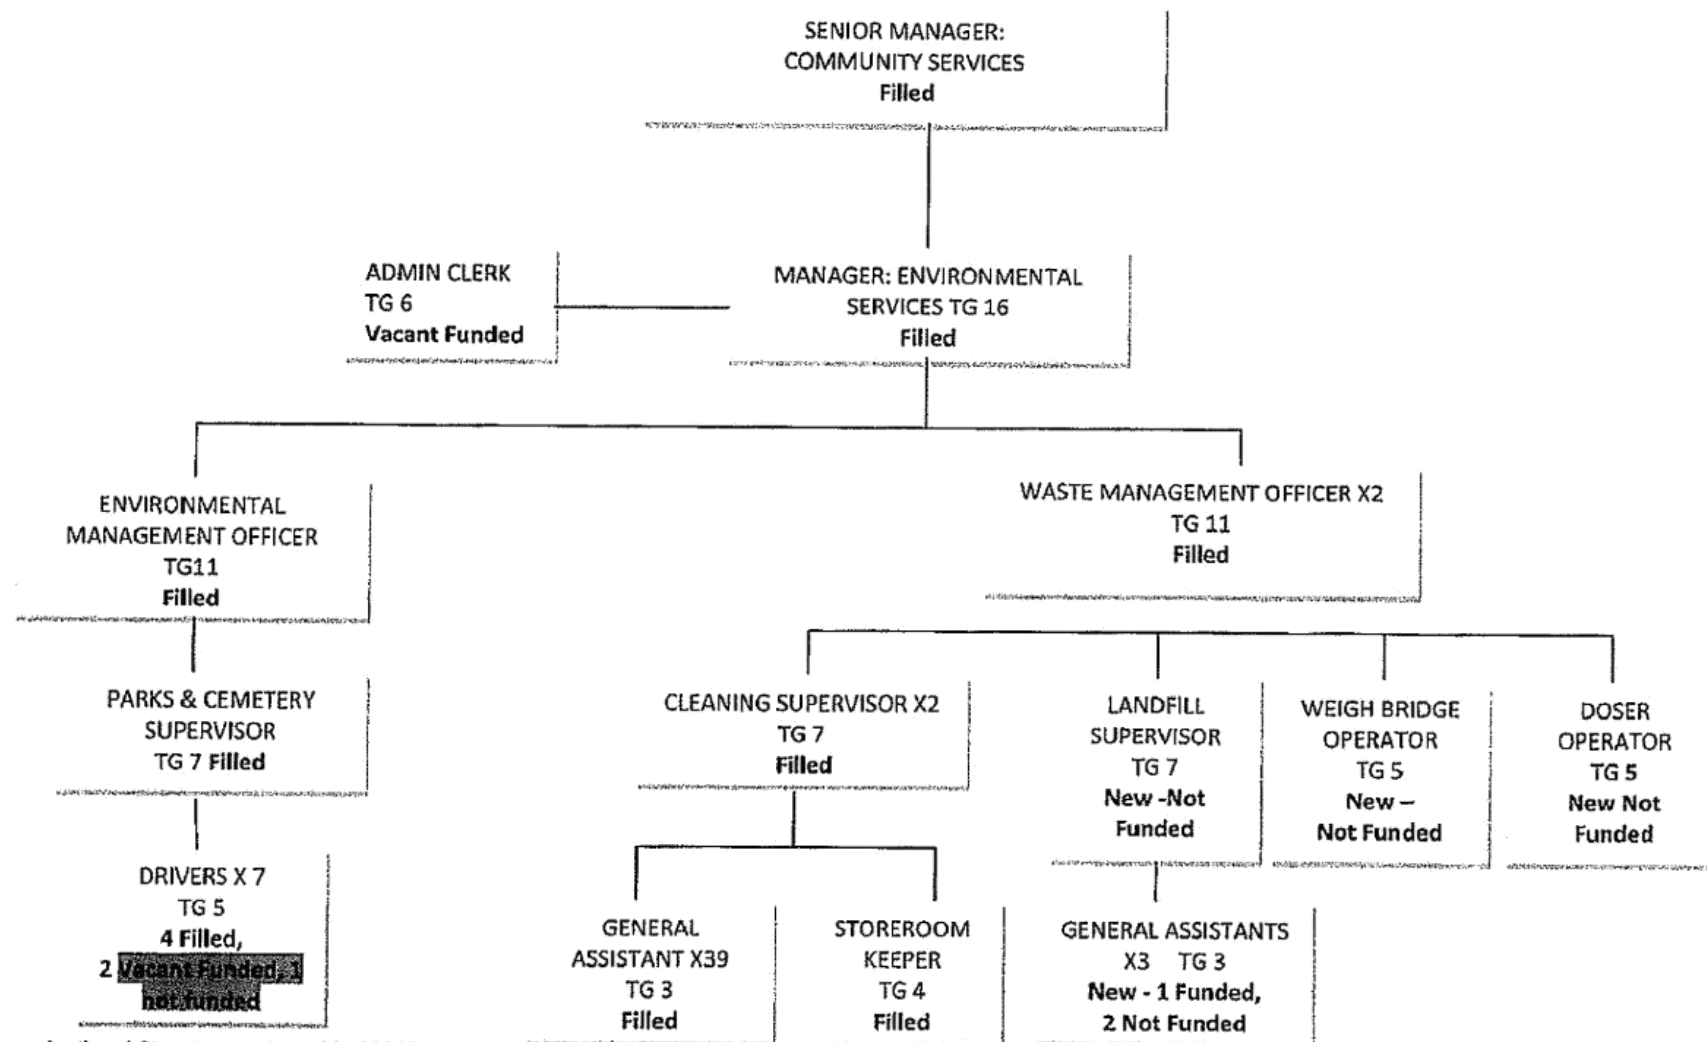 SENIOR MANAGER:
COMMUNITY SERVICES
Filled
ADMIN CLERK
TG 6
Vacant Funded
MANAGER: ENVIRONMENTAL
SERVICES TG 16
Filled
ENVIRONMENTAL
MANAGEMENT OFFICER
TG11
Filled
WASTE MANAGEMENT OFFICER X2
TG 11
Filled
PARKS & CEMETERY
SUPERVISOR
TG 7 Filled
CLEANING SUPERVISOR X2
TG 7
Filled
LANDFILL
SUPERVISOR
TG 7
New -Not
Funded
WEIGH BRIDGE
OPERATOR
TG 5
New –
Not Funded
DOSER
OPERATOR
TG 5
New Not
Funded
DRIVERS X 7
TG 5
4 Filled,
2 Vacant Funded, 1
not funded
GENERAL
ASSISTANT X39
TG 3
Filled
STOREROOM
KEEPER
TG 4
Filled
GENERAL ASSISTANTS
X3 TG 3
New - 1 Funded,
2 Not Funded